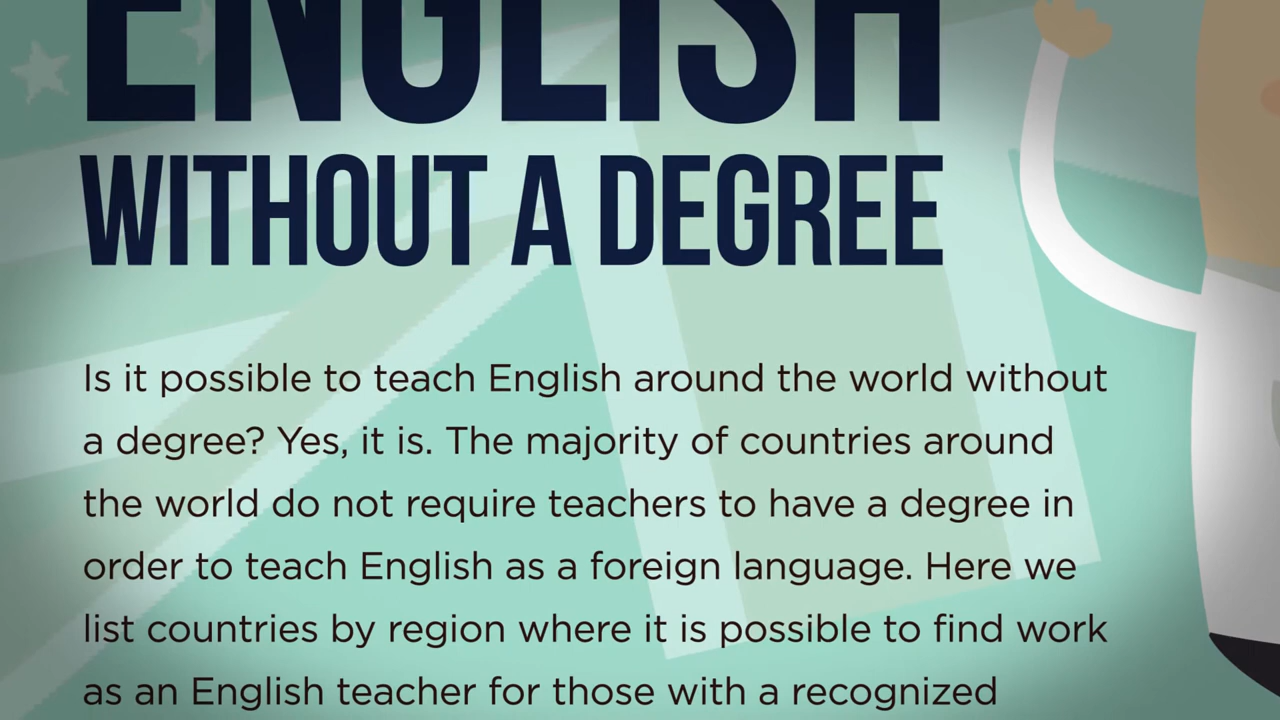 ENGLISH
WITHOUT A DEGREE
Is it possible to teach English around the world without
a degree? Yes, it is. The majority of countries around
the world do not require teachers to have a degree in
order to teach English as a foreign language. Here we
list countries by region where it is possible to find work
as an English teacher for those with a recognized